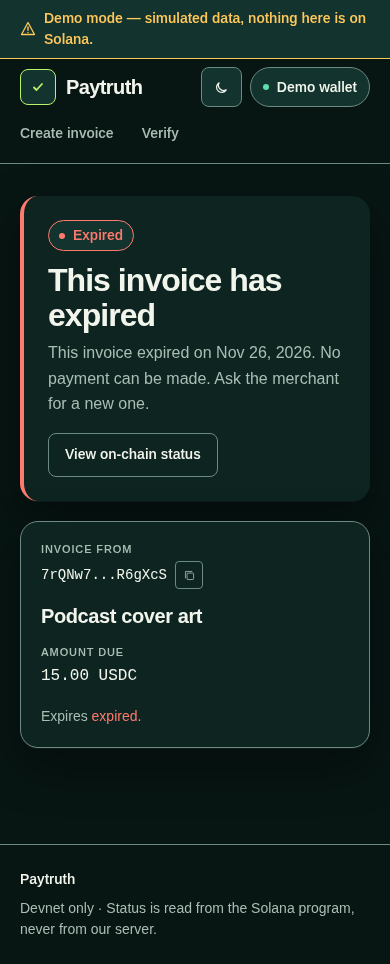 Demo mode — simulated data, nothing here is on
Solana.
Paytruth
Demo wallet
Create invoice
Verify
Expired
This invoice has
expired
This invoice expired on Nov 26, 2026. No
payment can be made. Ask the merchant
for a new one.
View on-chain status
INVOICE FROM
7rQNw7...R6gXcS
Podcast cover art
AMOUNT DUE
15.00 USDC
Expires expired.
Paytruth
Devnet only · Status is read from the Solana program,
never from our server.